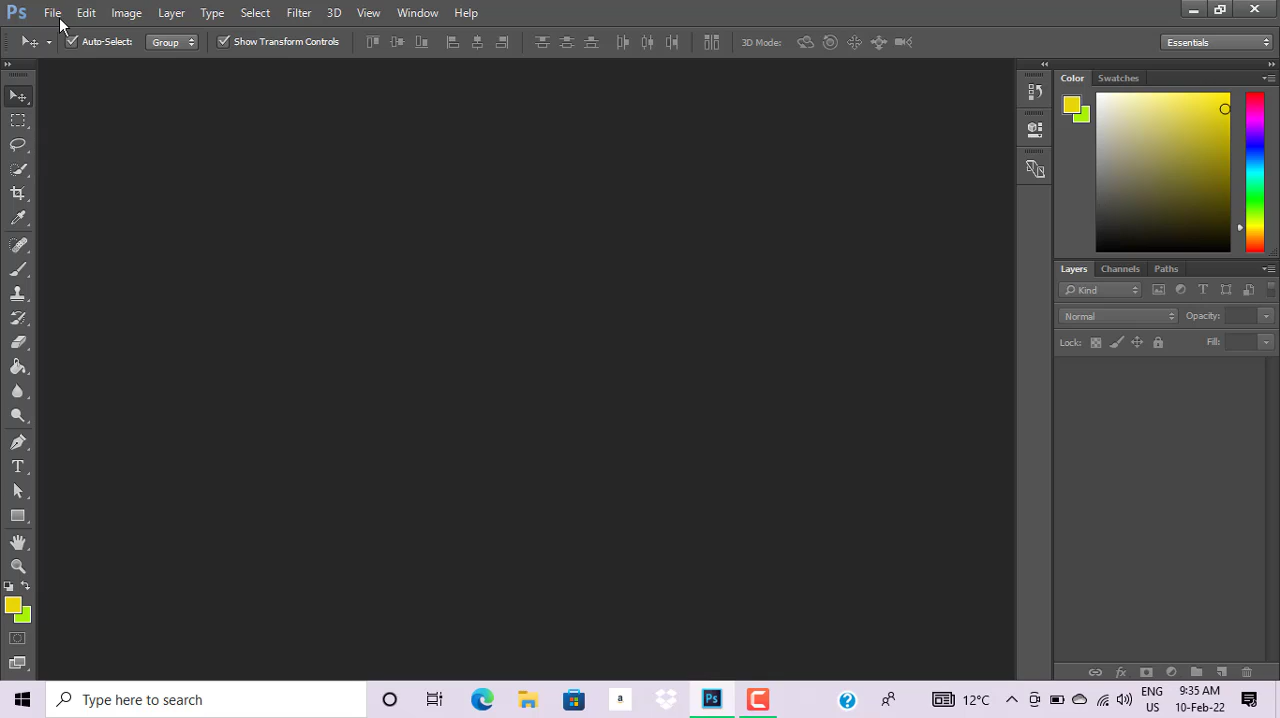 Ps File Edit Image Layer Type Select Filter 3D View Window Help
Auto-Select: Group Show Transform Controls 3D Mode: Essentials
Color Swatches
Layers Channels Paths
Kind
Normal Opacity:
Lock: Fill:
T
Type here to search a Ps 12°C ENG 9:35 AM
US 10-Feb-22